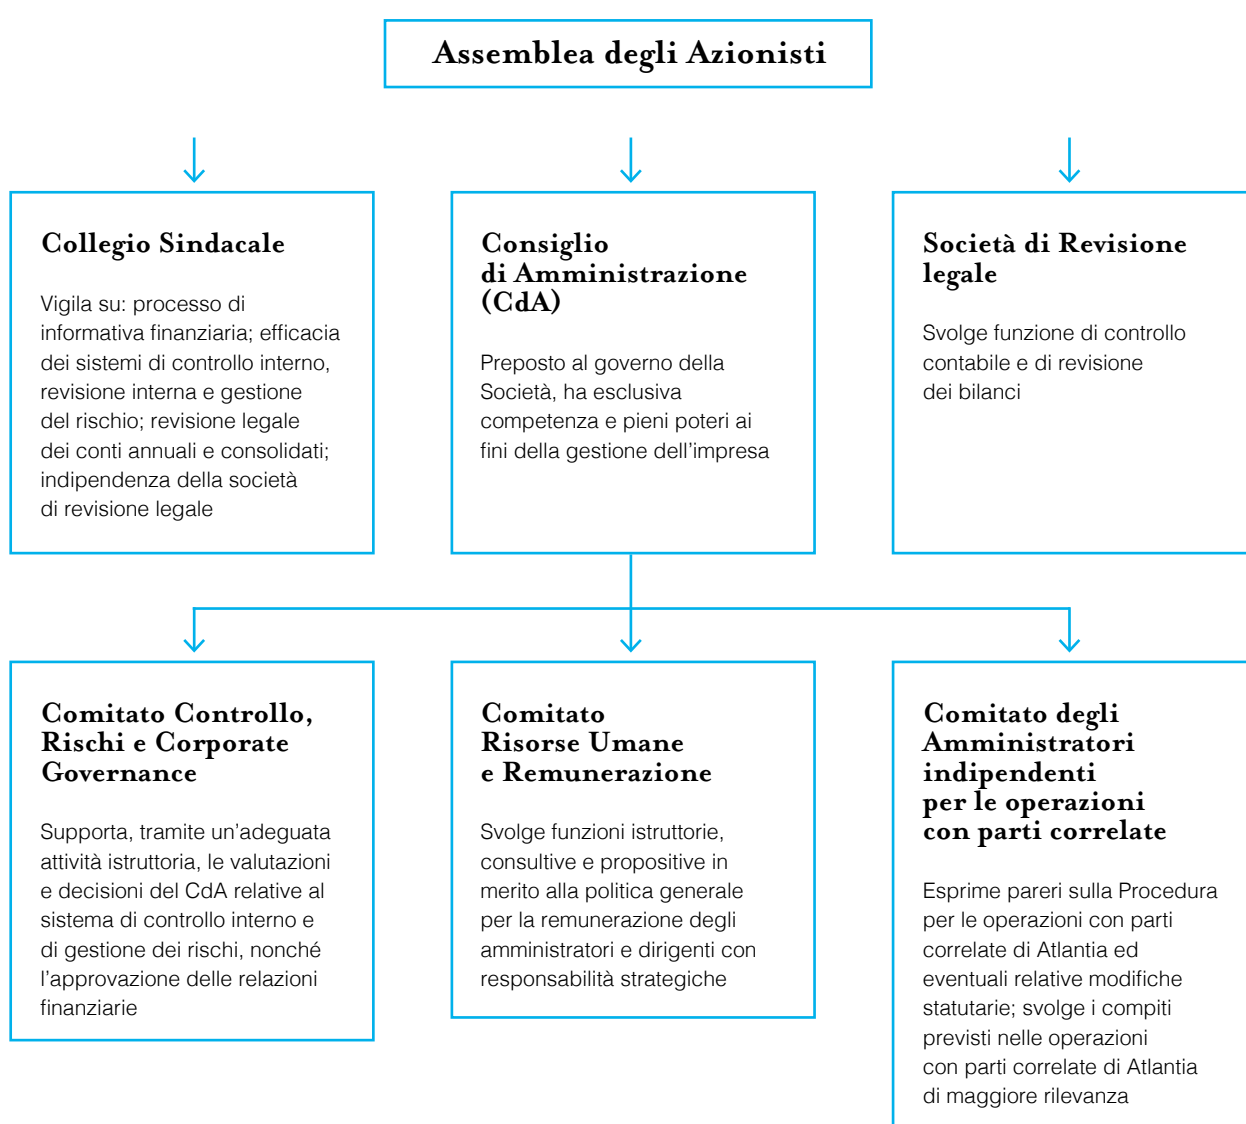 Assemblea degli Azionisti
Collegio Sindacale
Vigila su: processo di
informativa finanziaria; efficacia
dei sistemi di controllo interno,
revisione interna e gestione
del rischio; revisione legale
dei conti annuali e consolidati;
indipendenza della società
di revisione legale
Consiglio
di Amministrazione
(CdA)
Preposto al governo della
Società, ha esclusiva
competenza e pieni poteri ai
fini della gestione dell'impresa
Società di Revisione
legale
Svolge funzione di controllo
contabile e di revisione
dei bilanci
Comitato Controllo,
Rischi e Corporate
Governance
Supporta, tramite un'adeguata
attività istruttoria, le valutazioni
e decisioni del CdA relative al
sistema di controllo interno e
di gestione dei rischi, nonché
l'approvazione delle relazioni
finanziarie
Comitato
Risorse Umane
e Remunerazione
Svolge funzioni istruttorie,
consultive e propositive in
merito alla politica generale
per la remunerazione degli
amministratori e dirigenti con
responsabilità strategiche
Comitato degli
Amministratori
indipendenti
per le operazioni
con parti correlate
Esprime pareri sulla Procedura
per le operazioni con parti
correlate di Atlantia ed
eventuali relative modifiche
statutarie; svolge i compiti
previsti nelle operazioni
con parti correlate di Atlantia
di maggiore rilevanza